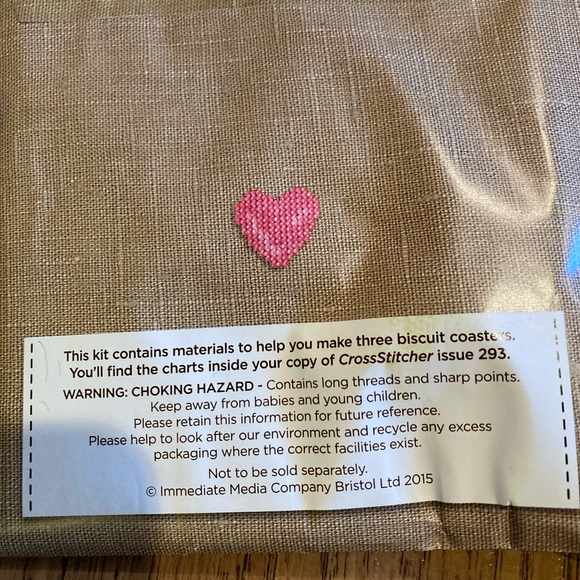 This kit contains materials to help you make three biscuit coasters.
You'll find the charts inside your copy of CrossStitcher issue 293.
WARNING: CHOKING HAZARD - Contains long threads and sharp points.
Keep away from babies and young children.
Please retain this information for future reference.
Please help to look after our environment and recycle any excess
packaging where the correct facilities exist.
Not to be sold separately.
© Immediate Media Company Bristol Ltd 2015